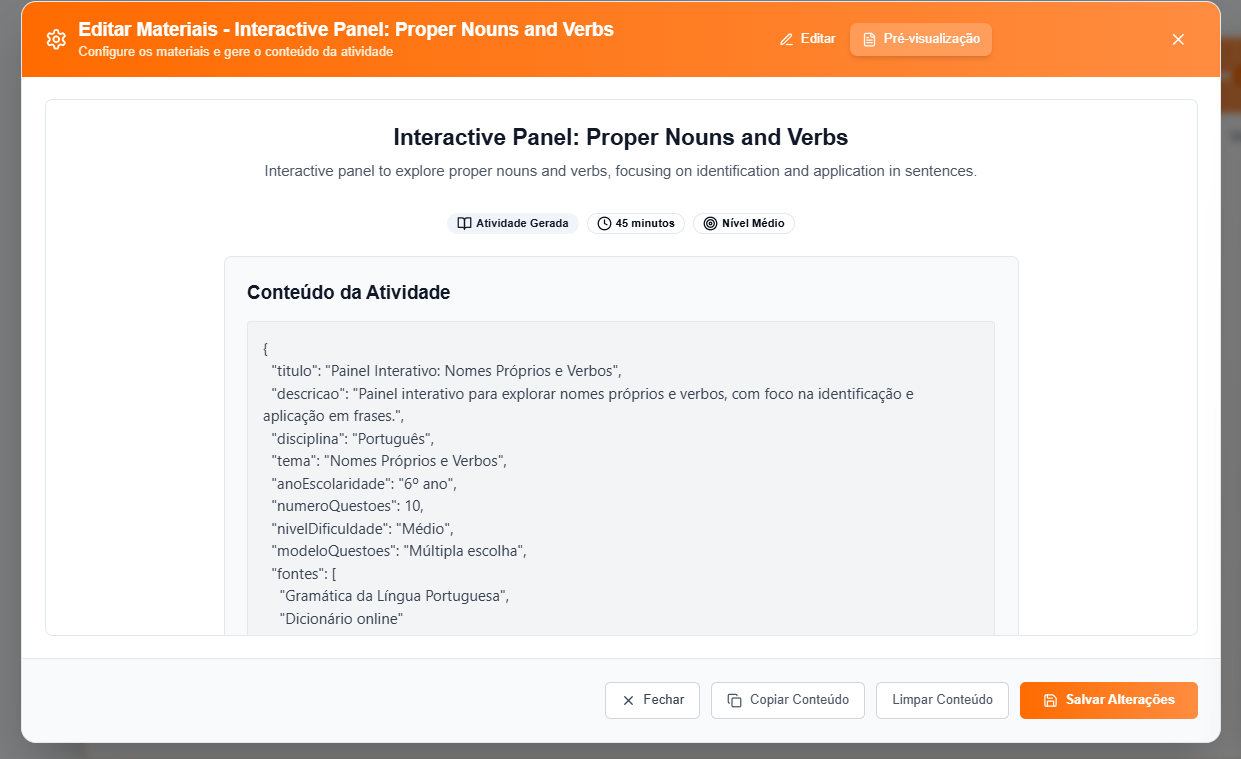 Editar Materiais - Interactive Panel: Proper Nouns and Verbs
Configure os materiais e gere o conteúdo da atividade
Editar
Pré-visualização
Interactive Panel: Proper Nouns and Verbs
Interactive panel to explore proper nouns and verbs, focusing on identification and application in sentences.
Atividade Gerada
45 minutos
Nível Médio
Conteúdo da Atividade
{
"titulo": "Painel Interativo: Nomes Próprios e Verbos",
"descricao": "Painel interativo para explorar nomes próprios e verbos, com foco na identificação e
aplicação em frases.",
"disciplina": "Português",
"tema": "Nomes Próprios e Verbos",
"anoEscolaridade": "6º ano",
"numeroQuestoes": 10,
"nivelDificuldade": "Médio",
"modeloQuestoes": "Múltipla escolha",
"fontes": [
"Gramática da Língua Portuguesa",
"Dicionário online"
Fechar
Copiar Conteúdo
Limpar Conteúdo
Salvar Alterações